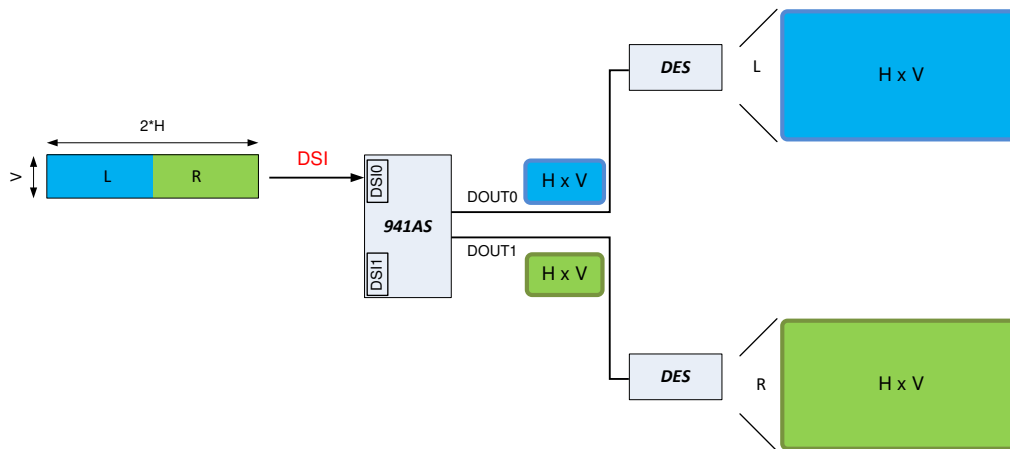 2*H
V
L
R
DSI
DSI0
941AS
DSI1
DOUT0
DOUT1
H x V
H x V
DES
L
H x V
DES
R
H x V